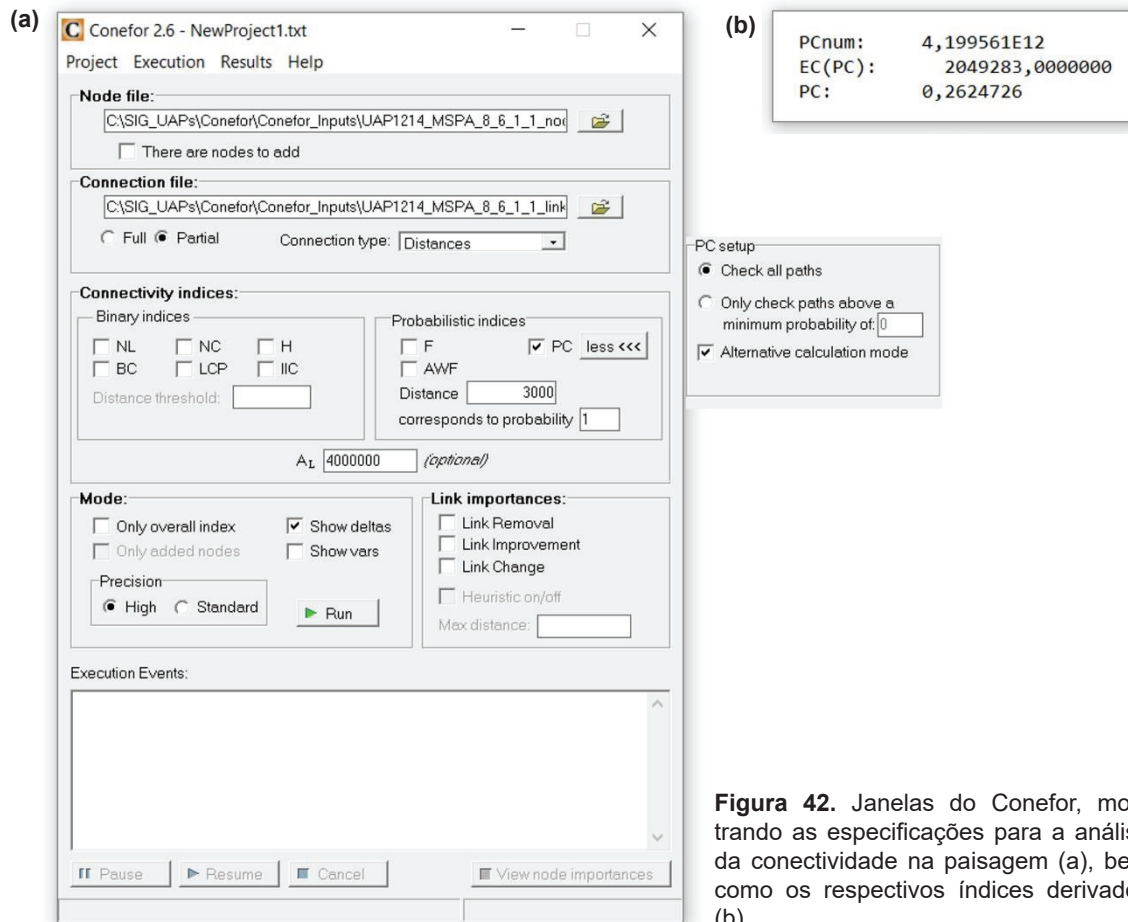 (a)
Conefor 2.6 - NewProject1.txt
Project Execution Results Help
Node file:
C:\SIG_UAPs\Conefor\Conefor_Inputs\UAP1214_MSPA_8_6_1_1_no
There are nodes to add
Connection file:
C:\SIG_UAPs\Conefor\Conefor_Inputs\UAP1214_MSPA_8_6_1_1_link
Full Partial Connection type: Distances
Connectivity indices:
Binary indices
NL NC H
BC LCP IIC
Distance threshold:
Probabilistic indices
F PC less <<<
AWF
Distance 3000
corresponds to probability 1
AL 4000000 (optional)
Mode:
Only overall index Show deltas
Only added nodes Show vars
Precision
High Standard
Run
Link importances:
Link Removal
Link Improvement
Link Change
Heuristic on/off
Max distance:
Execution Events:
Pause Resume Cancel View node importances
(b)
PCnum: 4,199561E12
EC(PC): 2049283,0000000
PC: 0,2624726
PC setup
Check all paths
Only check paths above a
minimum probability of: 0
Alternative calculation mode
Figura 42. Janelas do Conefor, mo
trando as especificações para a anális
da conectividade na paisagem (a), be
como os respectivos índices derivad
(b)